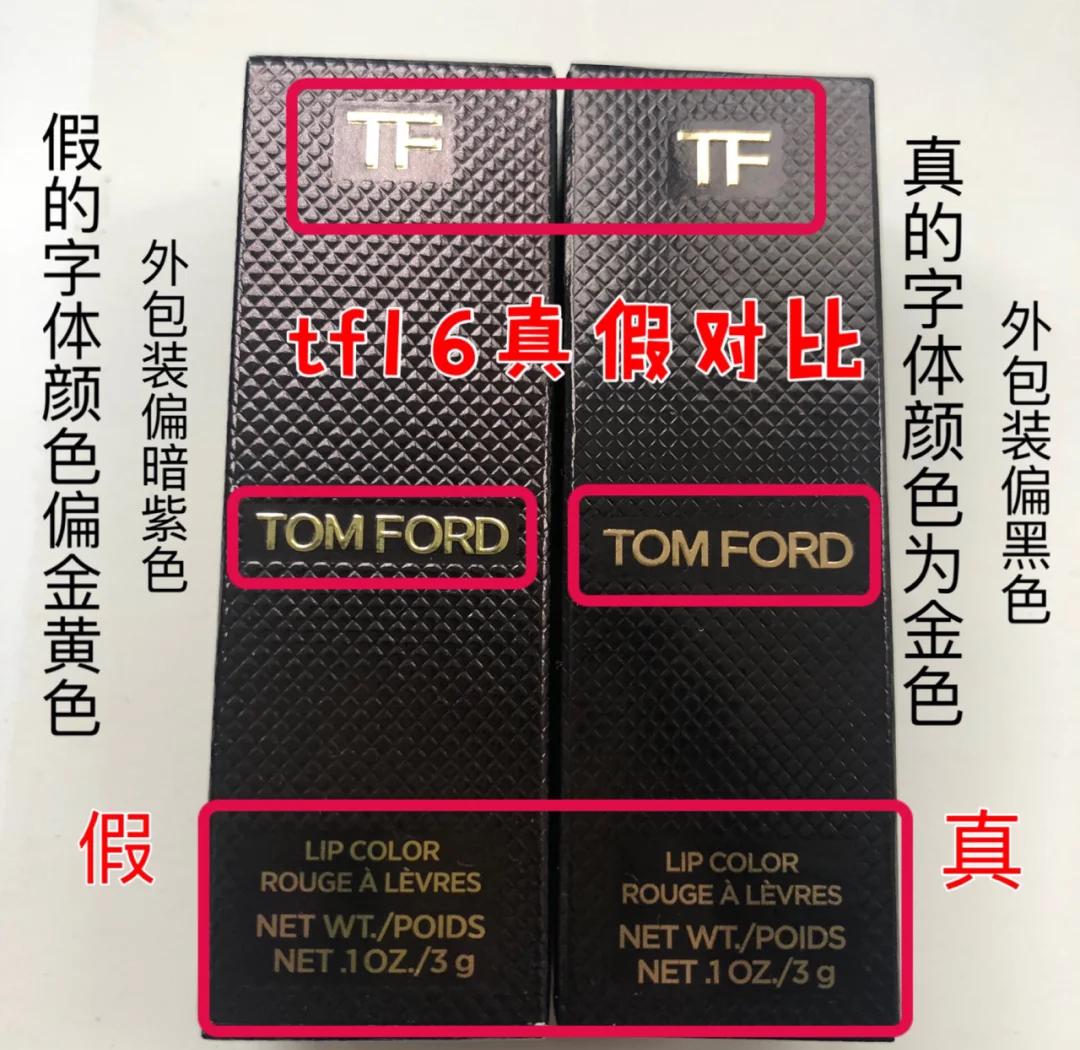 假的字体颜色偏金黄色
外包装偏暗紫色
假
TF
TF
tf16真假对比
TOM FORD
TOM FORD
LIP COLOR
ROUGE À LÈVRES
NET WT./POIDS
NET .1 OZ./3 g
LIP COLOR
ROUGE À LÈVRES
NET WT./POIDS
NET .1 OZ./3 g
真的字体颜色为金色
外包装偏黑色
真